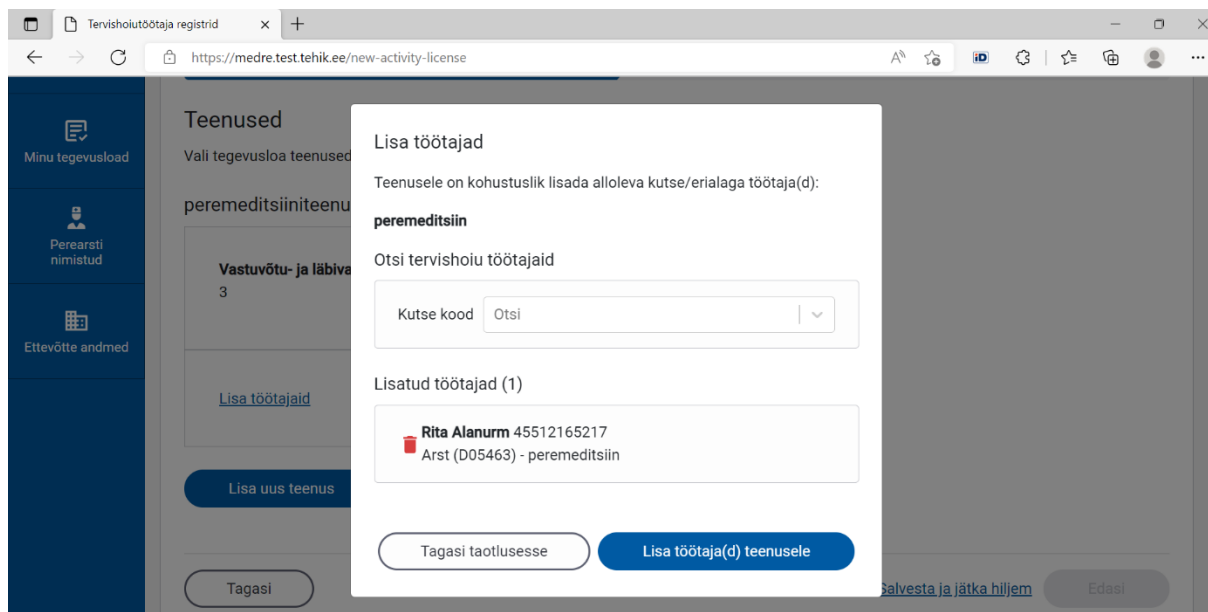 Tervishoiutöötaja registrid
https://medre.test.tehik.ee/new-activity-license
Minu tegevusload
Perearsti
nimistud
Ettevõtte andmed
Teenused
Vali tegevusloa teenused
peremeditsiiniteenu
Vastuvõtu- ja läbiva
3
Lisa töötajaid
Lisa uus teenus
Tagasi
Lisa töötajad
Teenusele on kohustuslik lisada alloleva kutse/erialaga töötaja(d):
peremeditsiin
Otsi tervishoiu töötajaid
Kutse kood Otsi
Lisatud töötajad (1)
Rita Alanurm 45512165217
Arst (D05463) - peremeditsiin
Tagasi taotlusesse
Lisa töötaja(d) teenusele
Salvesta ja jätka hiljem
Edasi